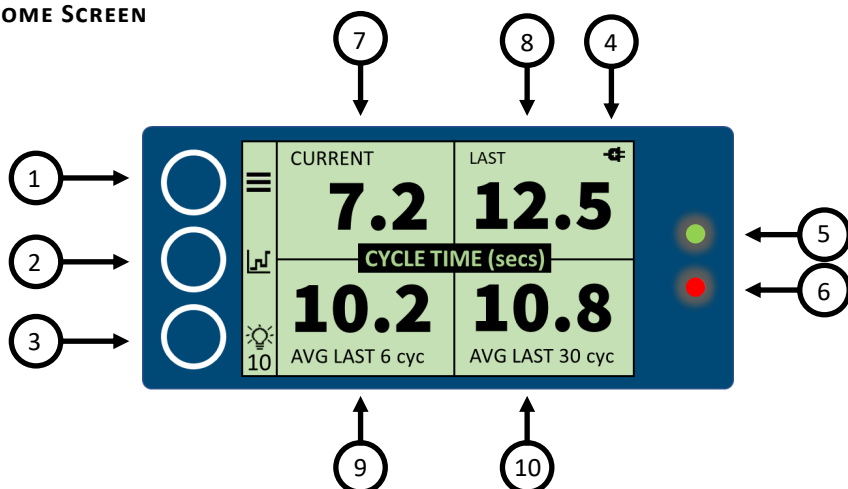 OME SCREEN
7
8
4
1
2
3
CURRENT
7.2
LAST
12.5
CYCLE TIME (secs)
10.2
AVG LAST 6 cyc
10.8
AVG LAST 30 cyc
10
5
6
9
10